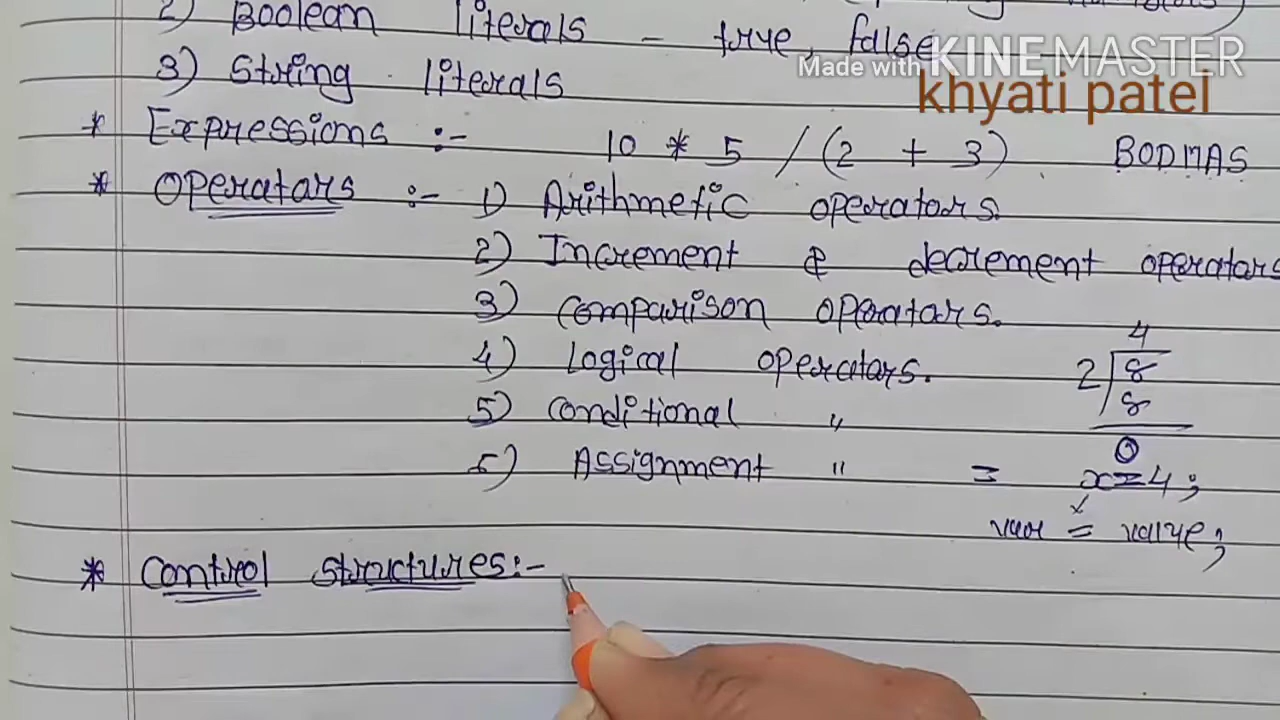 2) Boolean literals - true, false
Made with KINEMASTER
3) String literals
khyati patel
* Expressions :- 10 * 5 / (2 + 3) BODMAS
* Operators :- 1) Arithmetic operators.
2) Increment & decrement operators
3) Comparison operators.
4
4) Logical operators. 2 8
8
5) Conditional "
0
6) Assignment " = x=4;
var = value;
* Control structures:-